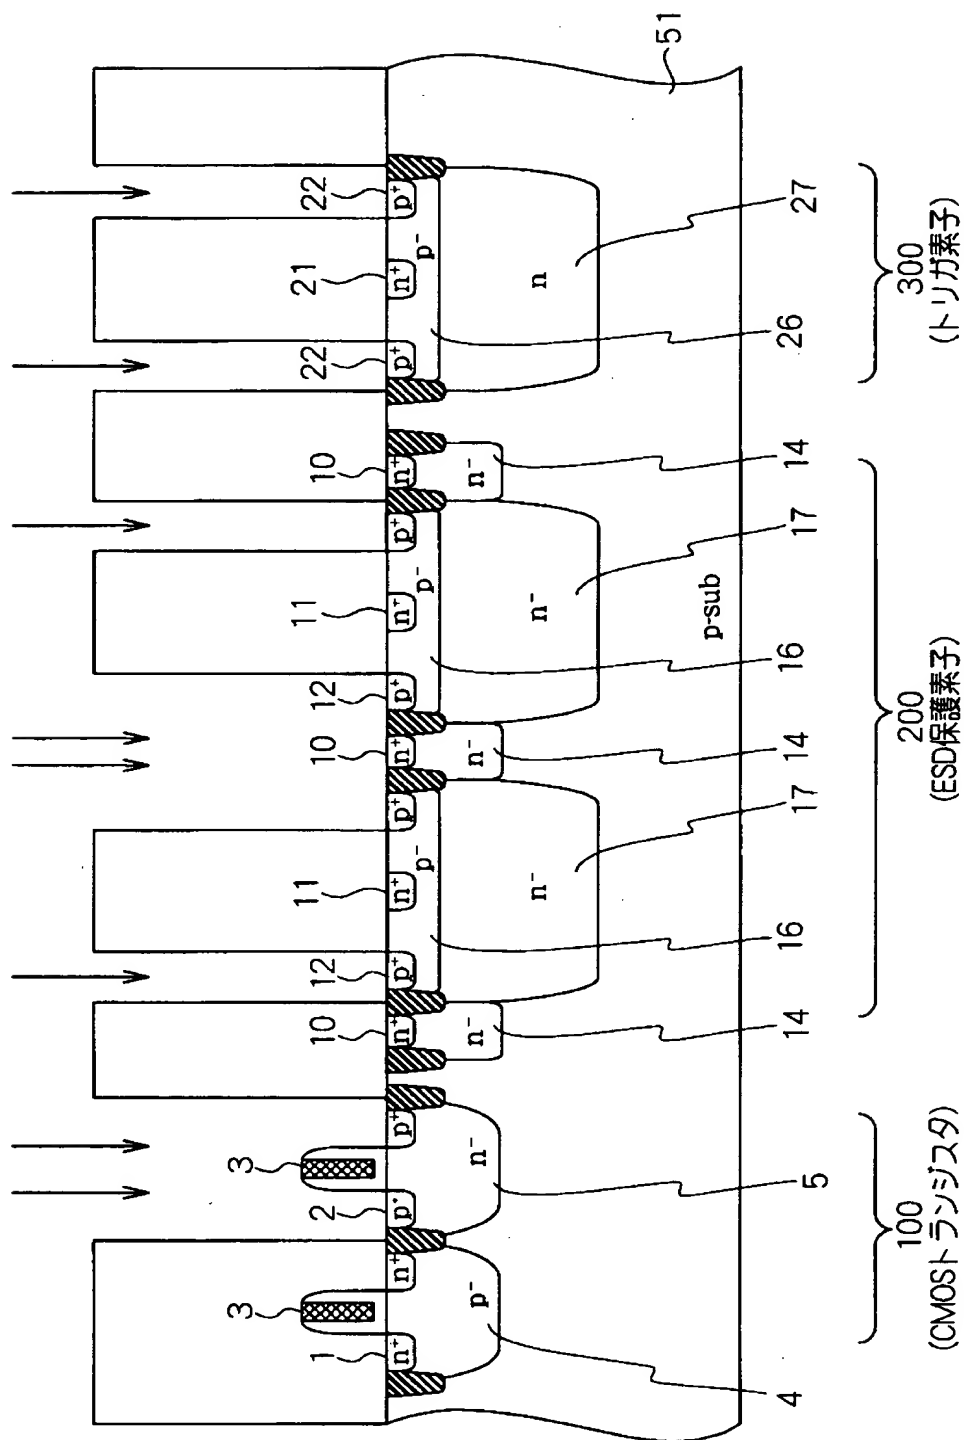 3 3
1 2 10 12 11 10 12 11 10 22 21 22
n⁺ n⁺ p⁺ p⁺ n⁺ p⁺ n⁺ p⁺ n⁺ p⁺ n⁺ p⁺ n⁺ p⁺ n⁺ p⁺
p⁻ p⁻ p⁻
p⁻ n⁻ n⁻ n⁻ n⁻
n⁻ n⁻ n
51
p-sub
4 5 14 16 17 14 16 17 14 26 27
100 200 300
(CMOSトランジスタ) (ESD保護素子) (トリガ素子)